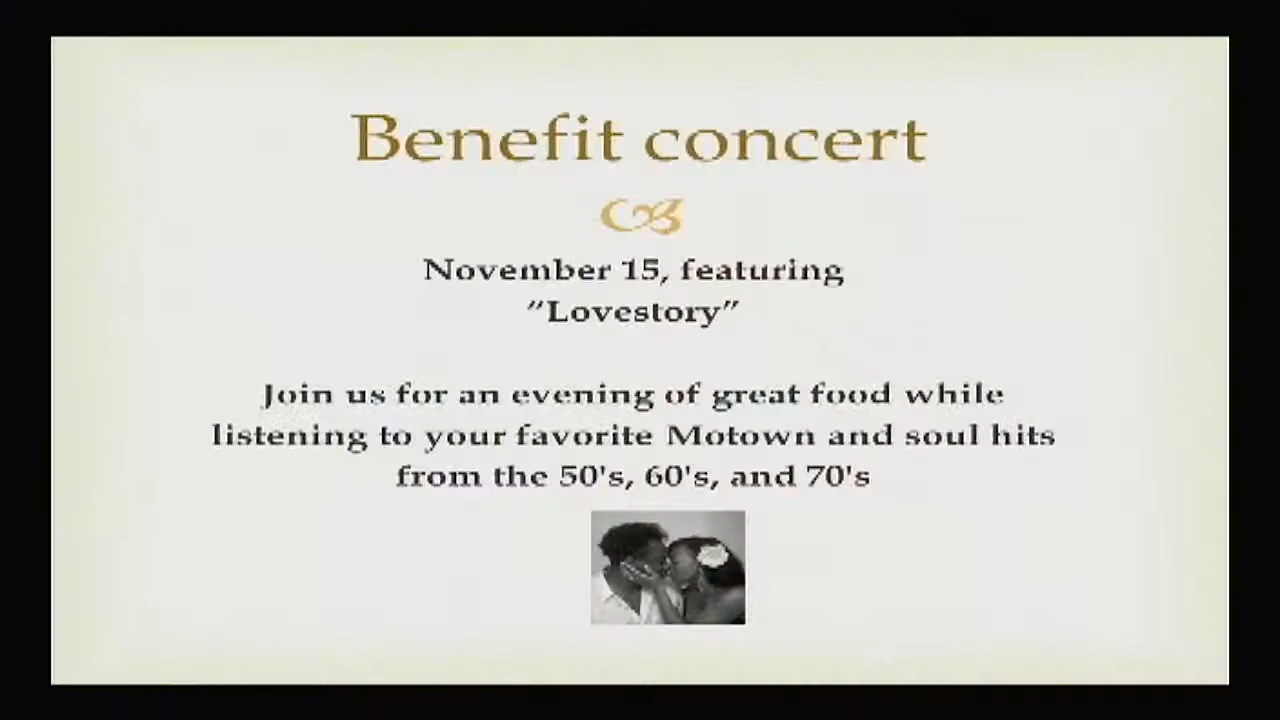 Benefit concert
November 15, featuring
"Lovestory"
Join us for an evening of great food while
listening to your favorite Motown and soul hits
from the 50's, 60's, and 70's